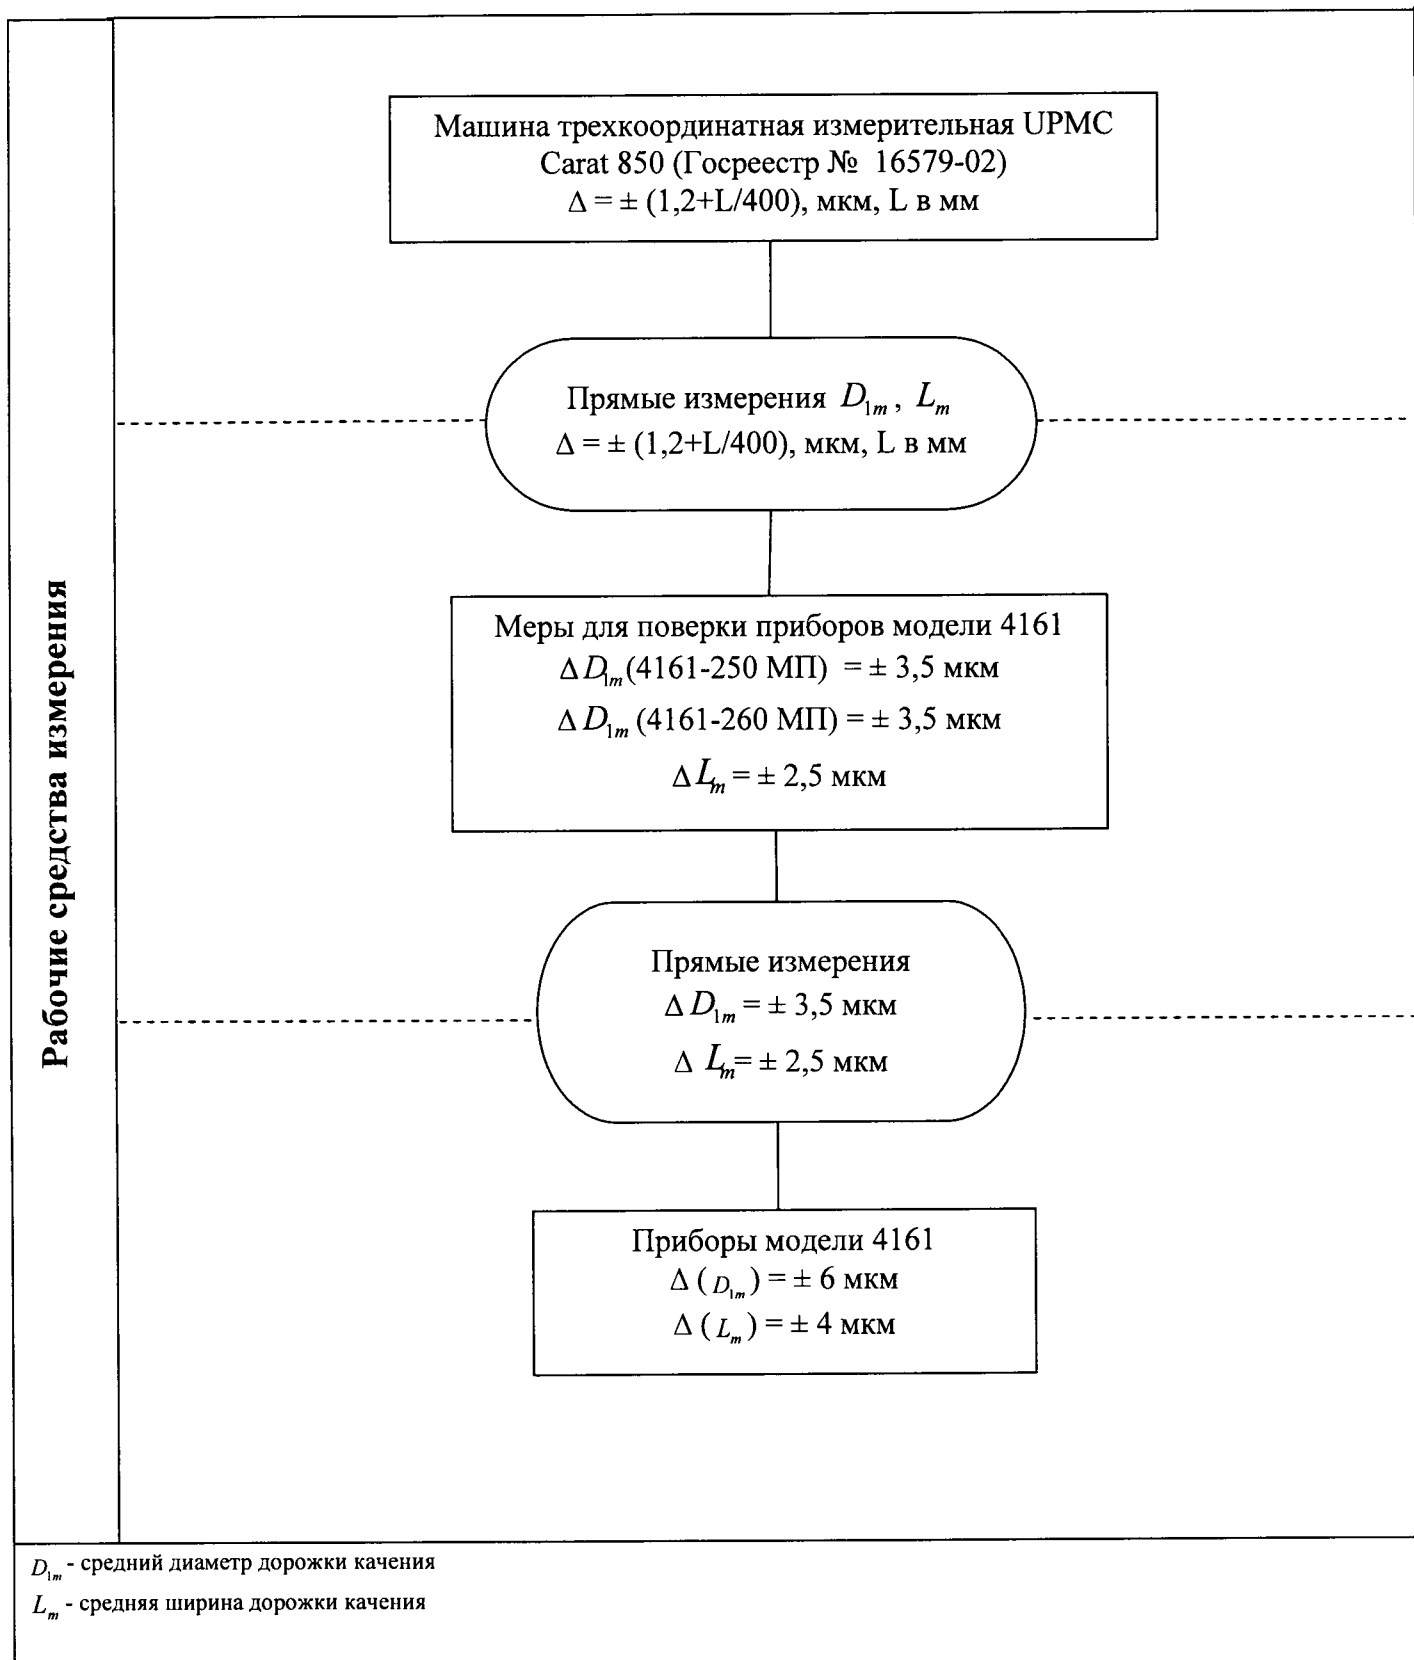 Рабочие средства измерения
Машина трехкоординатная измерительная UPMC
Carat 850 (Госреестр № 16579-02)
Δ = ± (1,2+L/400), мкм, L в мм
Прямые измерения D₁ₘ, Lₘ
Δ = ± (1,2+L/400), мкм, L в мм
Меры для поверки приборов модели 4161
Δ D₁ₘ (4161-250 МП) = ± 3,5 мкм
Δ D₁ₘ (4161-260 МП) = ± 3,5 мкм
Δ Lₘ = ± 2,5 мкм
Прямые измерения
Δ D₁ₘ = ± 3,5 мкм
Δ Lₘ = ± 2,5 мкм
Приборы модели 4161
Δ ( D₁ₘ ) = ± 6 мкм
Δ ( Lₘ ) = ± 4 мкм
D₁ₘ - средний диаметр дорожки качения
Lₘ - средняя ширина дорожки качения